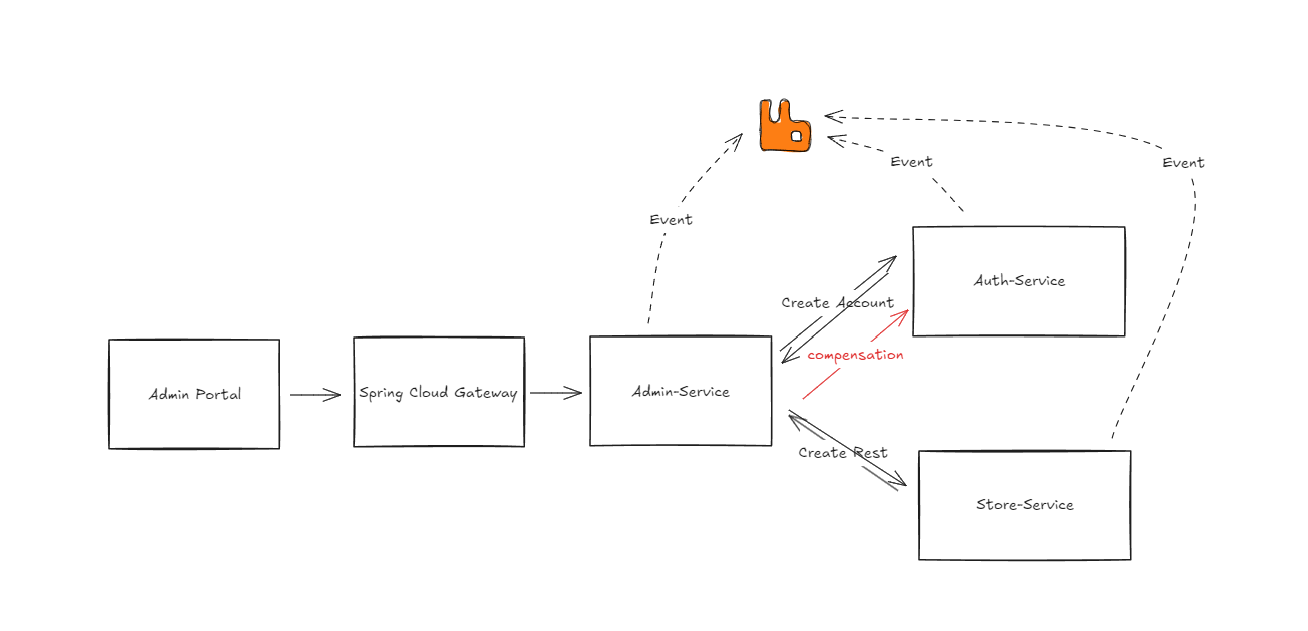 Event
Event
Event
Auth-Service
Create Account
compensation
Admin Portal
Spring Cloud Gateway
Admin-Service
Create Rest
Store-Service